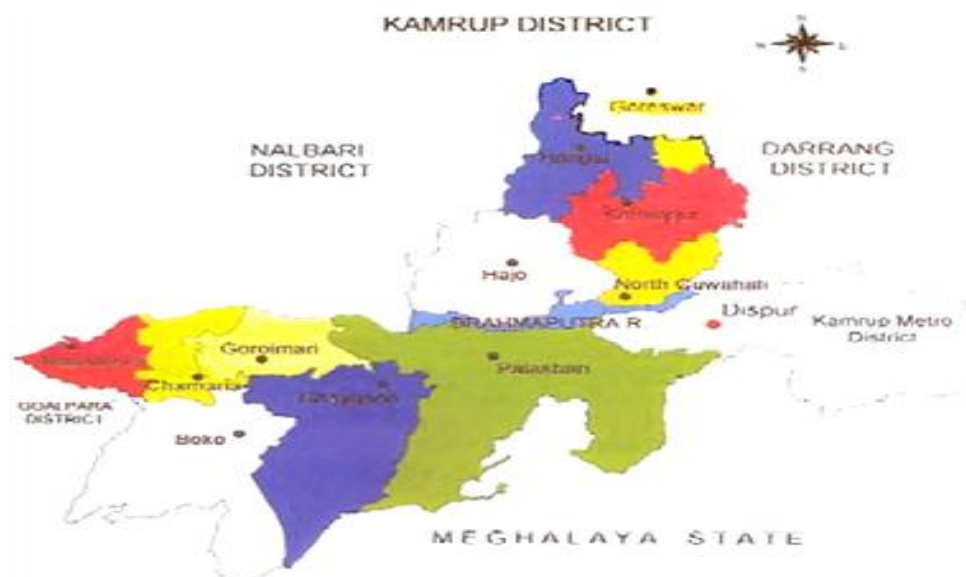 KAMRUP DISTRICT
N
W
E
S
Goreswar
NALBARI
DISTRICT
DARRANG
DISTRICT
Hajo
North Guwahati
BRAHMAPUTRA R.
Dispur
Kamrup Metro
District
Goroimari
Palasbari
Chamaria
GOALPARA
DISTRICT
Boko
MEGHALAYA STATE